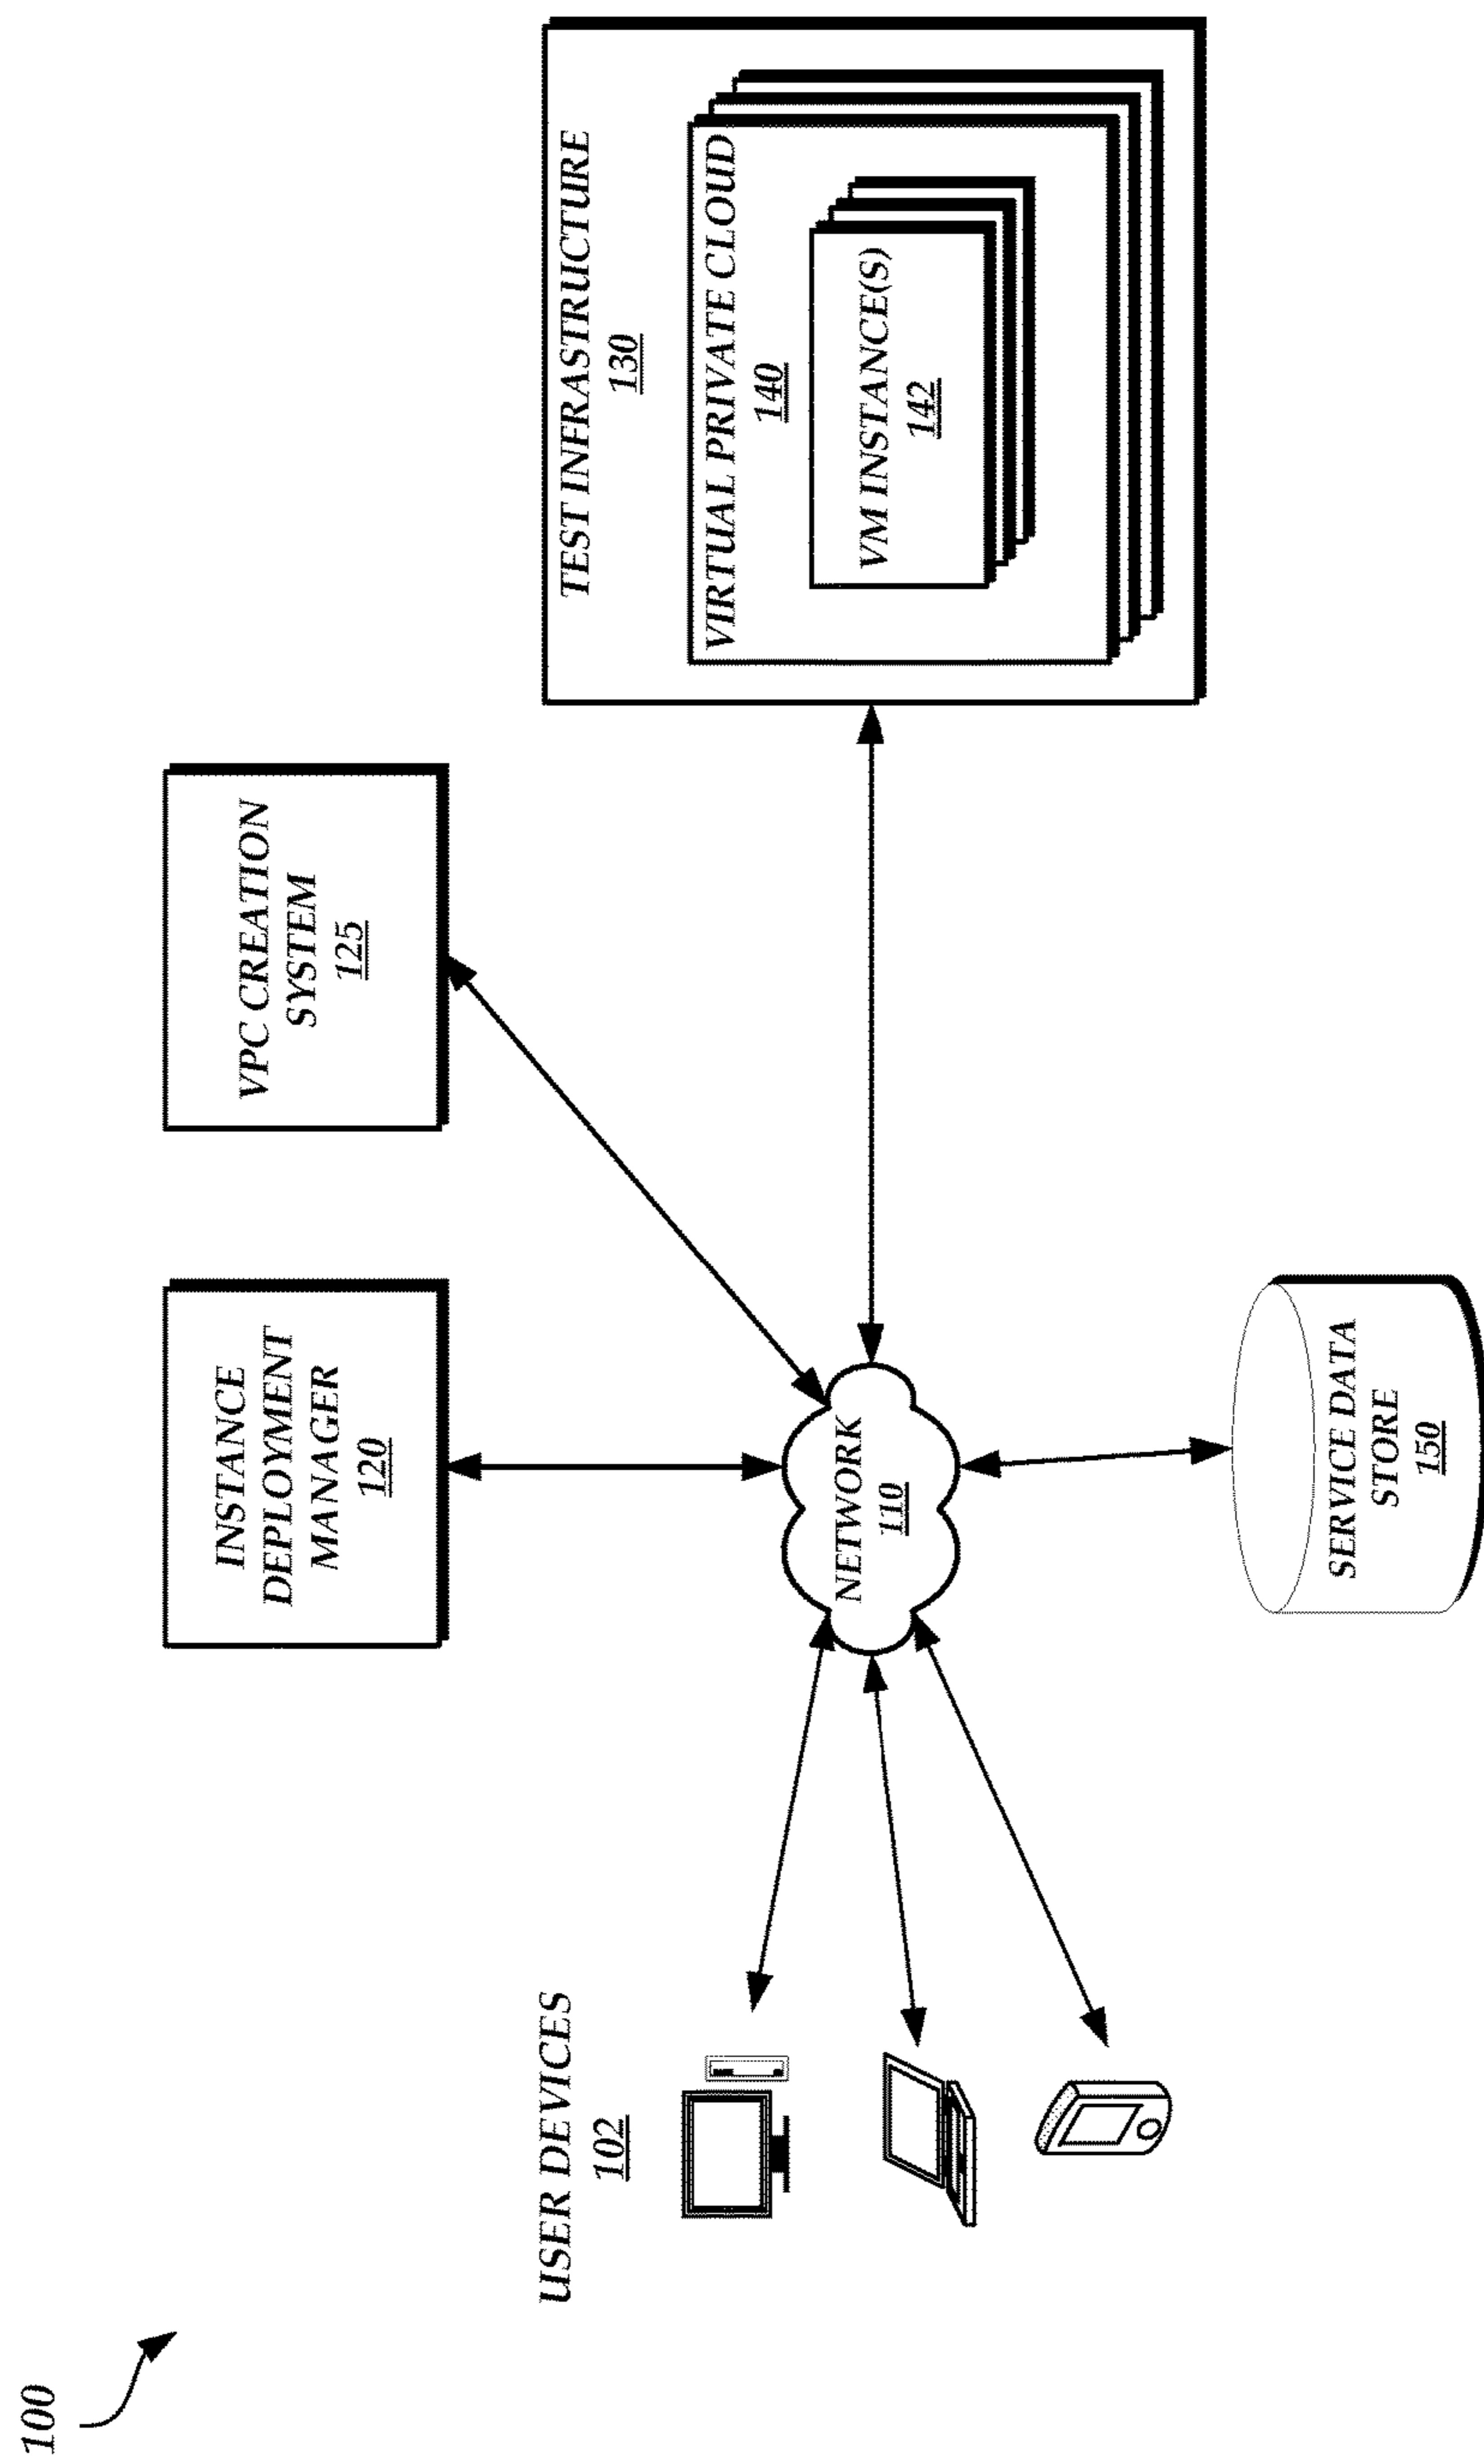 100
USER DEVICES
102
INSTANCE
DEPLOYMENT
MANAGER
120
VPC CREATION
SYSTEM
125
NETWORK
110
SERVICE DATA
STORE
150
TEST INFRASTRUCTURE
130
VIRTUAL PRIVATE CLOUD
140
VM INSTANCE(S)
142